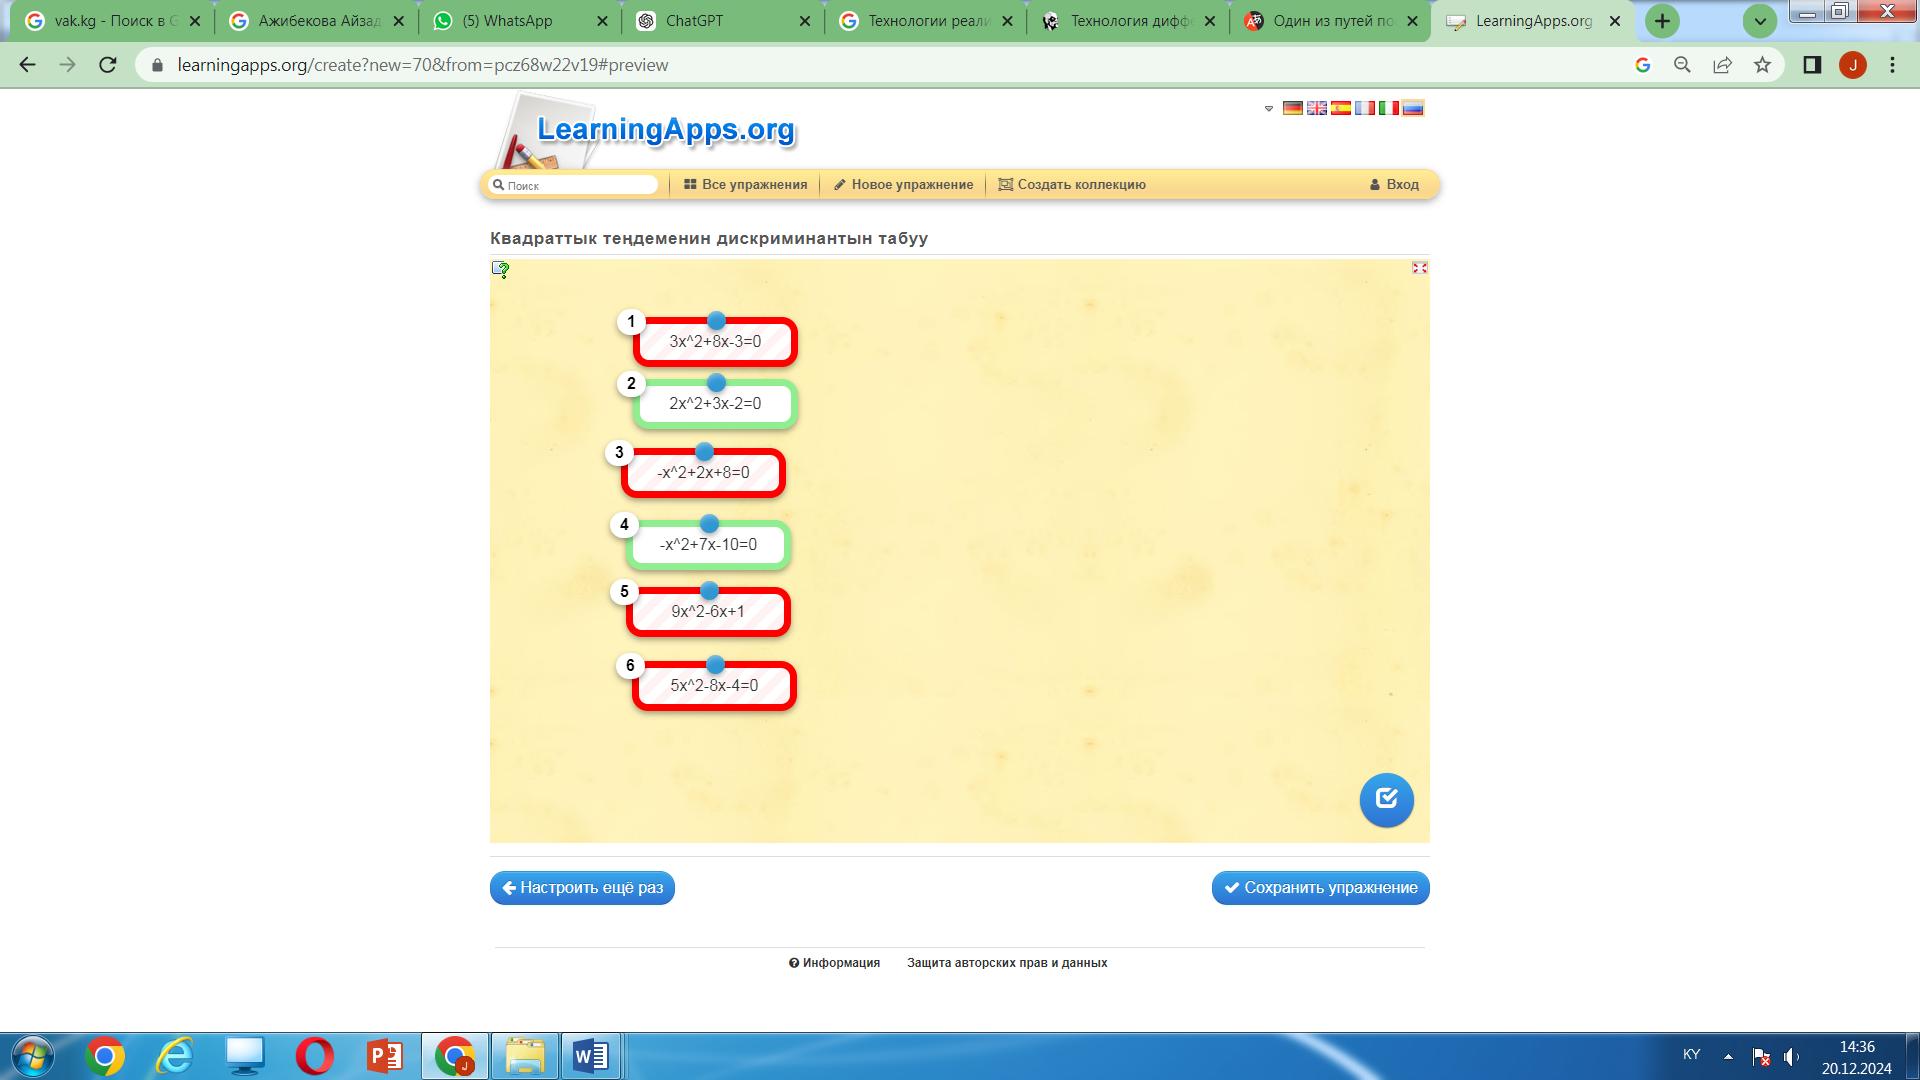 vak.kg - Поиск в G
Ажибекова Айзад
(5) WhatsApp
ChatGPT
Технологии реали
Технология диффе
Один из путей по
LearningApps.org
learningapps.org/create?new=70&from=pcz68w22v19#preview
J
LearningApps.org
Поиск
Все упражнения
Новое упражнение
Создать коллекцию
Вход
Квадраттык теңдеменин дискриминантын табуу
1
3x^2+8x-3=0
2
2x^2+3x-2=0
3
-x^2+2x+8=0
4
-x^2+7x-10=0
5
9x^2-6x+1
6
5x^2-8x-4=0
Настроить ещё раз
Сохранить упражнение
Информация
Защита авторских прав и данных
KY
14:36
20.12.2024